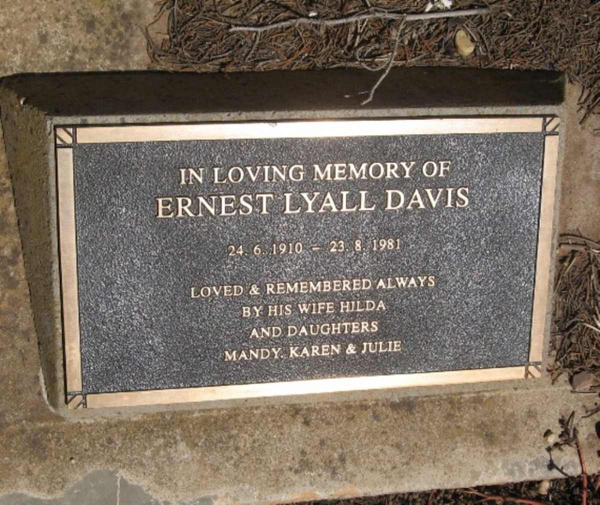 IN LOVING MEMORY OF
ERNEST LYALL DAVIS
24. 6. 1910 – 23. 8. 1981
LOVED & REMEMBERED ALWAYS
BY HIS WIFE HILDA
AND DAUGHTERS
MANDY, KAREN & JULIE